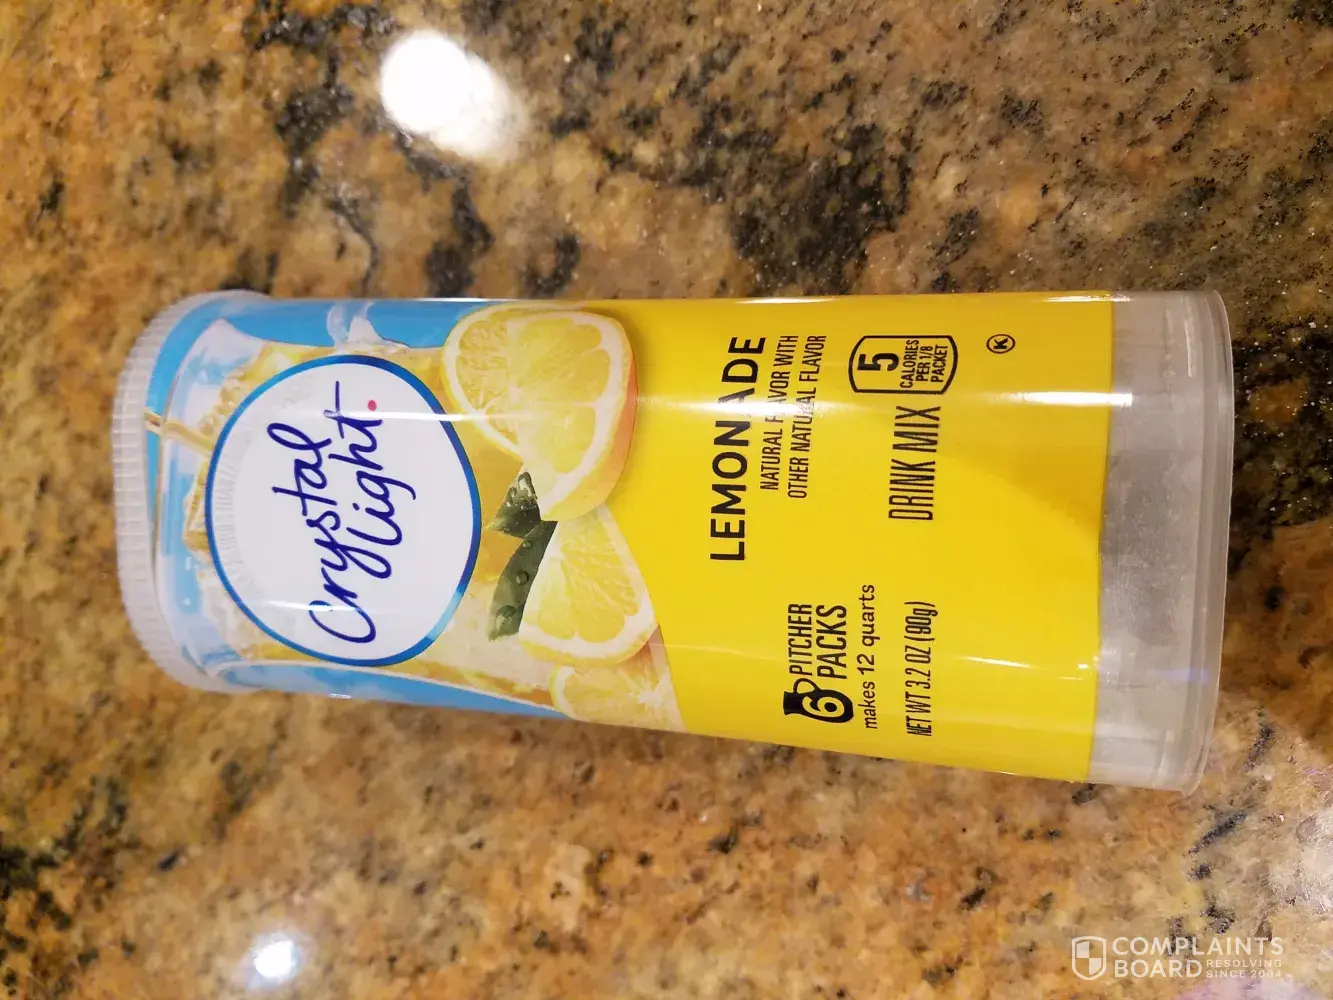 Crystal
Light.
LEMONADE
NATURAL FLAVOR WITH
OTHER NATURAL FLAVOR
6 PITCHER
PACKS
makes 12 quarts
DRINK MIX
5
CALORIES
PER 1/8
PACKET
NET WT 3.2 OZ (90g)
K
COMPLAINTS
BOARD
RESOLVING
SINCE 2004